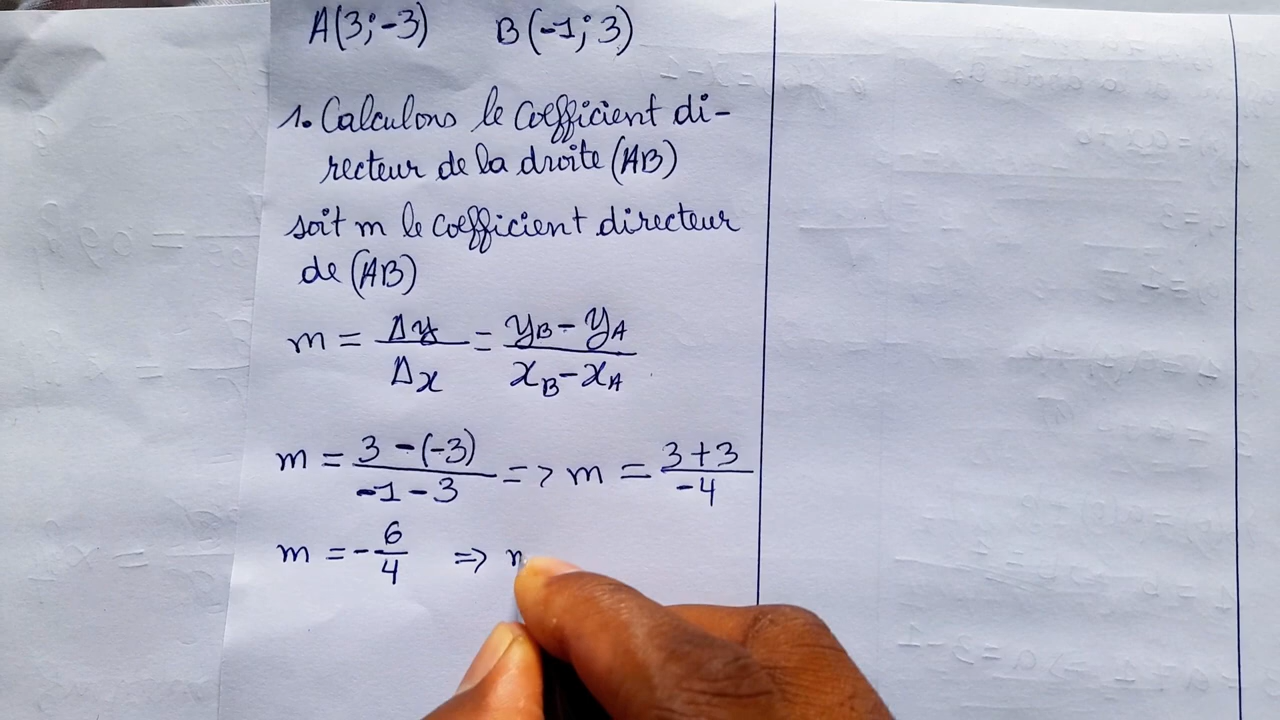 A(3;-3) B(-1;3)
1. Calculons le coefficient di-
recteur de la droite (AB)
soit m le coefficient directeur
de (AB)
m = Δy/Δx = yB - yA / xB - xA
m = 3-(-3)/-1-3 => m = 3+3/-4
m = -6/4 => m